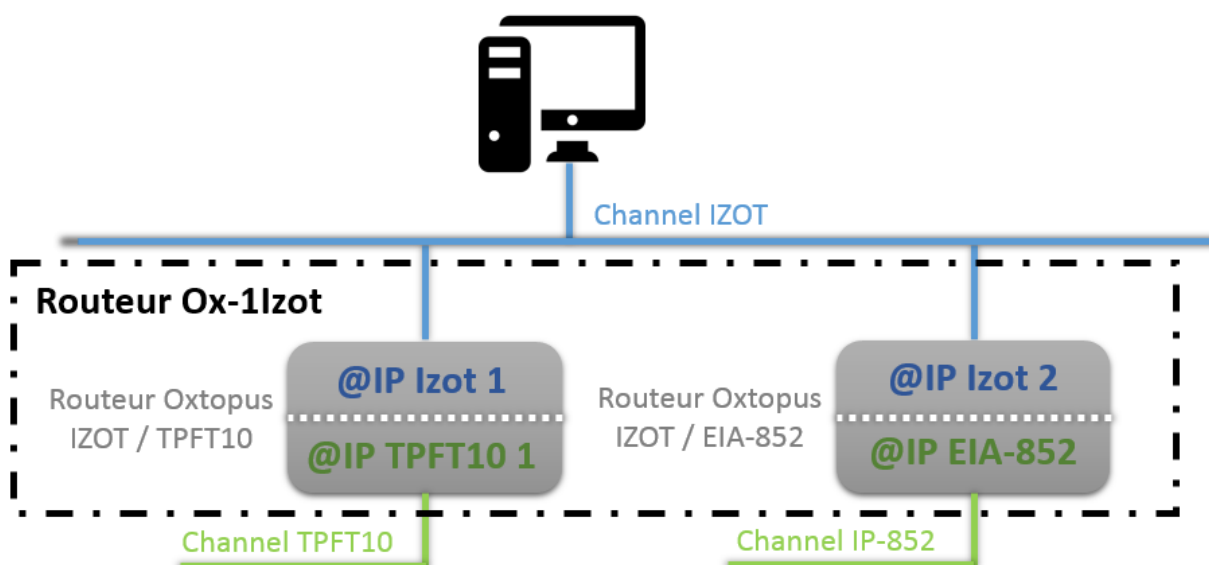 Channel IZOT
Routeur Ox-1Izot
Routeur Oxtopus
IZOT / TPFT10
@IP Izot 1
@IP TPFT10 1
Routeur Oxtopus
IZOT / EIA-852
@IP Izot 2
@IP EIA-852
Channel TPFT10
Channel IP-852